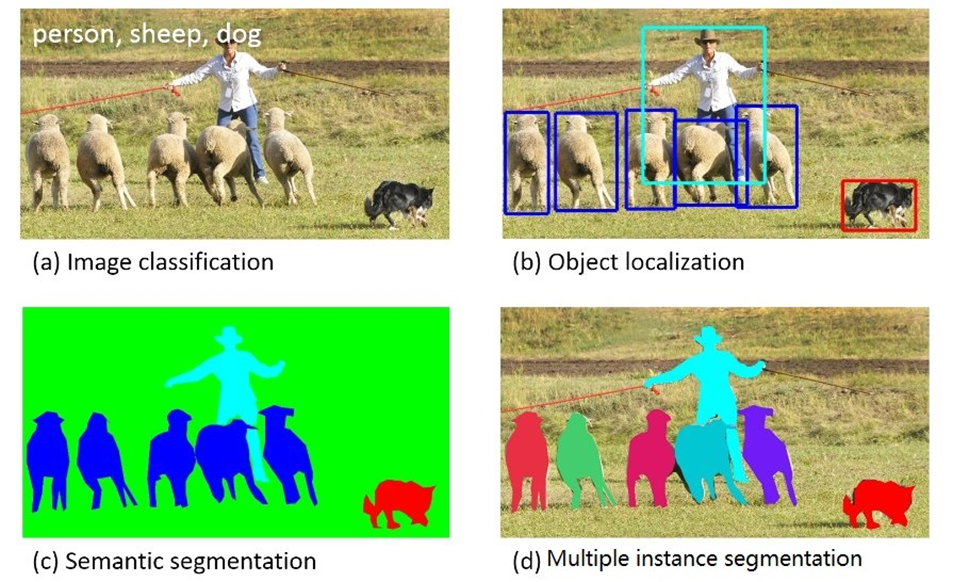 person, sheep, dog
(a) Image classification
(b) Object localization
(c) Semantic segmentation
(d) Multiple instance segmentation